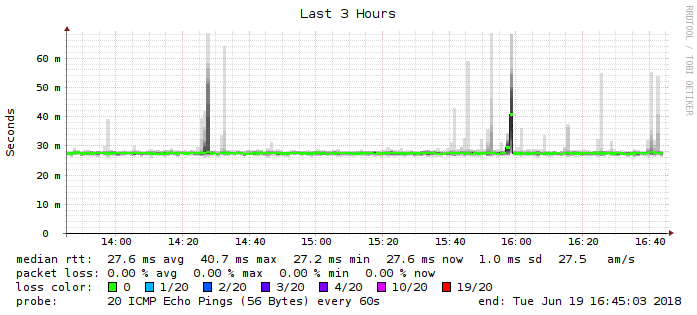 Last 3 Hours
RRDTOOL / TOBI OETIKER
Seconds
60 m
50 m
40 m
30 m
20 m
10 m
0
14:00 14:20 14:40 15:00 15:20 15:40 16:00 16:20 16:40
median rtt: 27.6 ms avg 40.7 ms max 27.2 ms min 27.6 ms now 1.0 ms sd 27.5 am/s
packet loss: 0.00 % avg 0.00 % max 0.00 % min 0.00 % now
loss color: 0 1/20 2/20 3/20 4/20 10/20 19/20
probe: 20 ICMP Echo Pings (56 Bytes) every 60s end: Tue Jun 19 16:45:03 2018